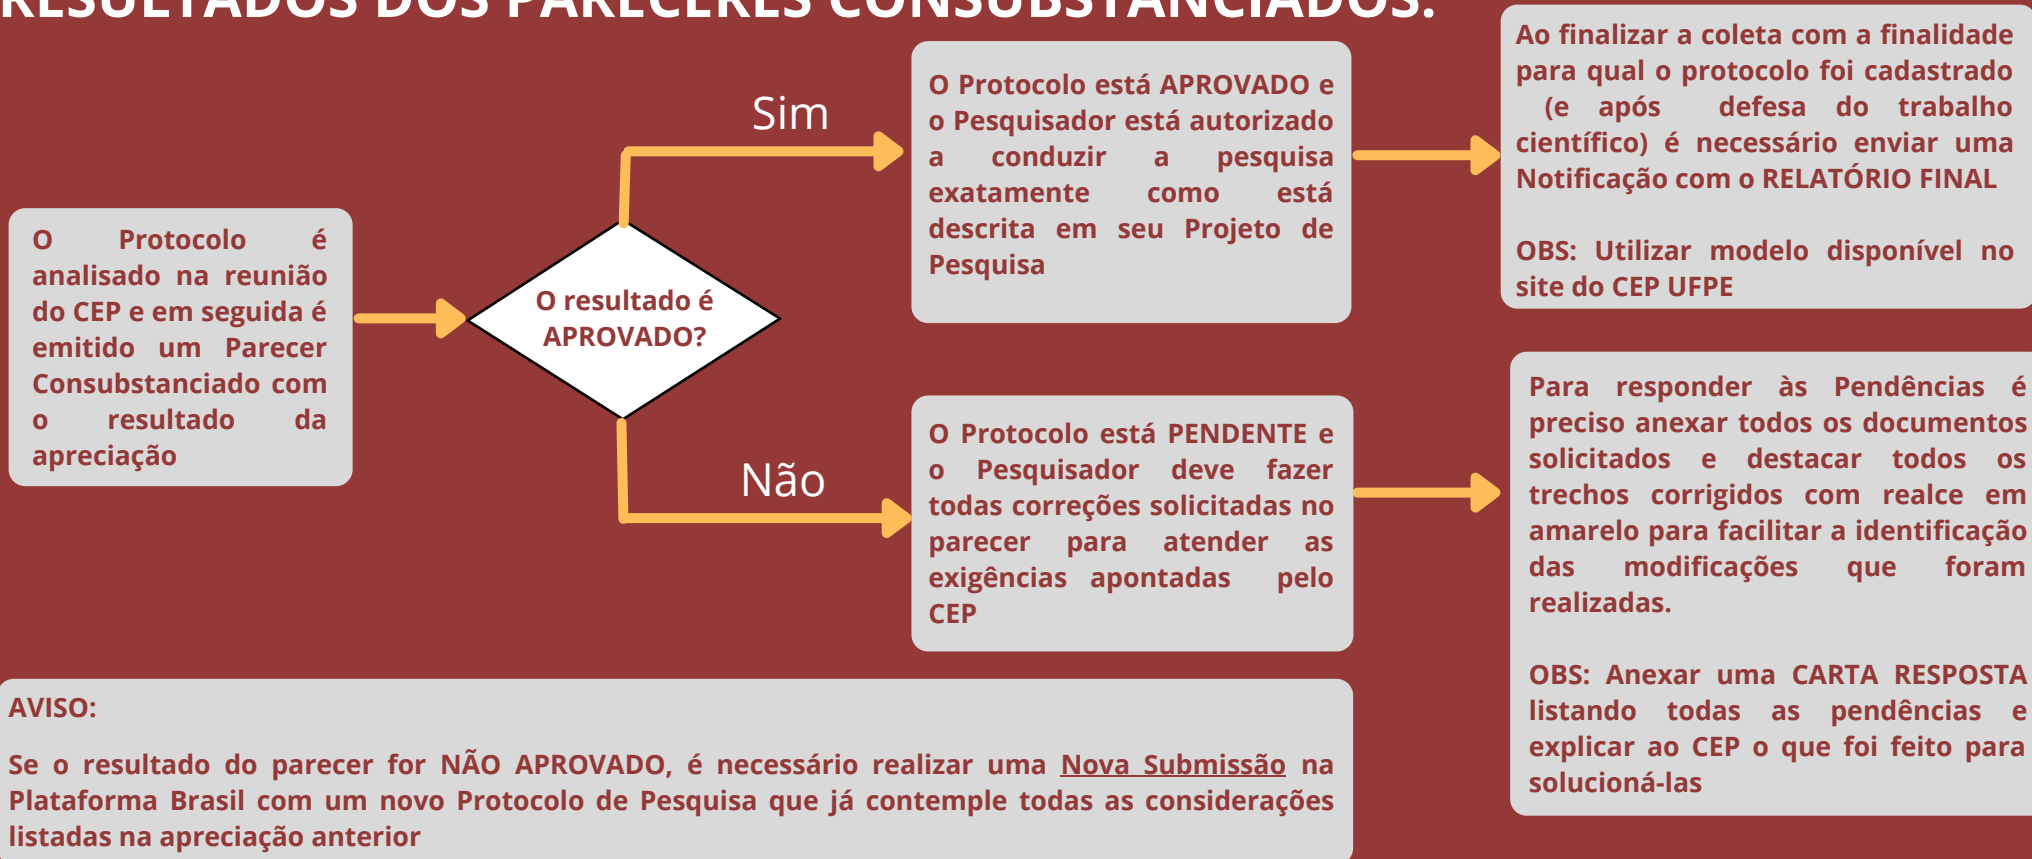 RESULTADOS DOS PARECERES CONSUBSTANCIADOS:
O Protocolo é
analisado na reunião
do CEP e em seguida é
emitido um Parecer
Consubstanciado com
o resultado da
apreciação
O resultado é
APROVADO?
Sim
O Protocolo está APROVADO e
o Pesquisador está autorizado
a conduzir a pesquisa
exatamente como está
descrita em seu Projeto de
Pesquisa
Ao finalizar a coleta com a finalidade
para qual o protocolo foi cadastrado
(e após defesa do trabalho
científico) é necessário enviar uma
Notificação com o RELATÓRIO FINAL
OBS: Utilizar modelo disponível no
site do CEP UFPE
Não
O Protocolo está PENDENTE e
o Pesquisador deve fazer
todas correções solicitadas no
parecer para atender as
exigências apontadas pelo
CEP
Para responder às Pendências é
preciso anexar todos os documentos
solicitados e destacar todos os
trechos corrigidos com realce em
amarelo para facilitar a identificação
das modificações que foram
realizadas.
OBS: Anexar uma CARTA RESPOSTA
listando todas as pendências e
explicar ao CEP o que foi feito para
solucioná-las
AVISO:
Se o resultado do parecer for NÃO APROVADO, é necessário realizar uma Nova Submissão na
Plataforma Brasil com um novo Protocolo de Pesquisa que já contemple todas as considerações
listadas na apreciação anterior